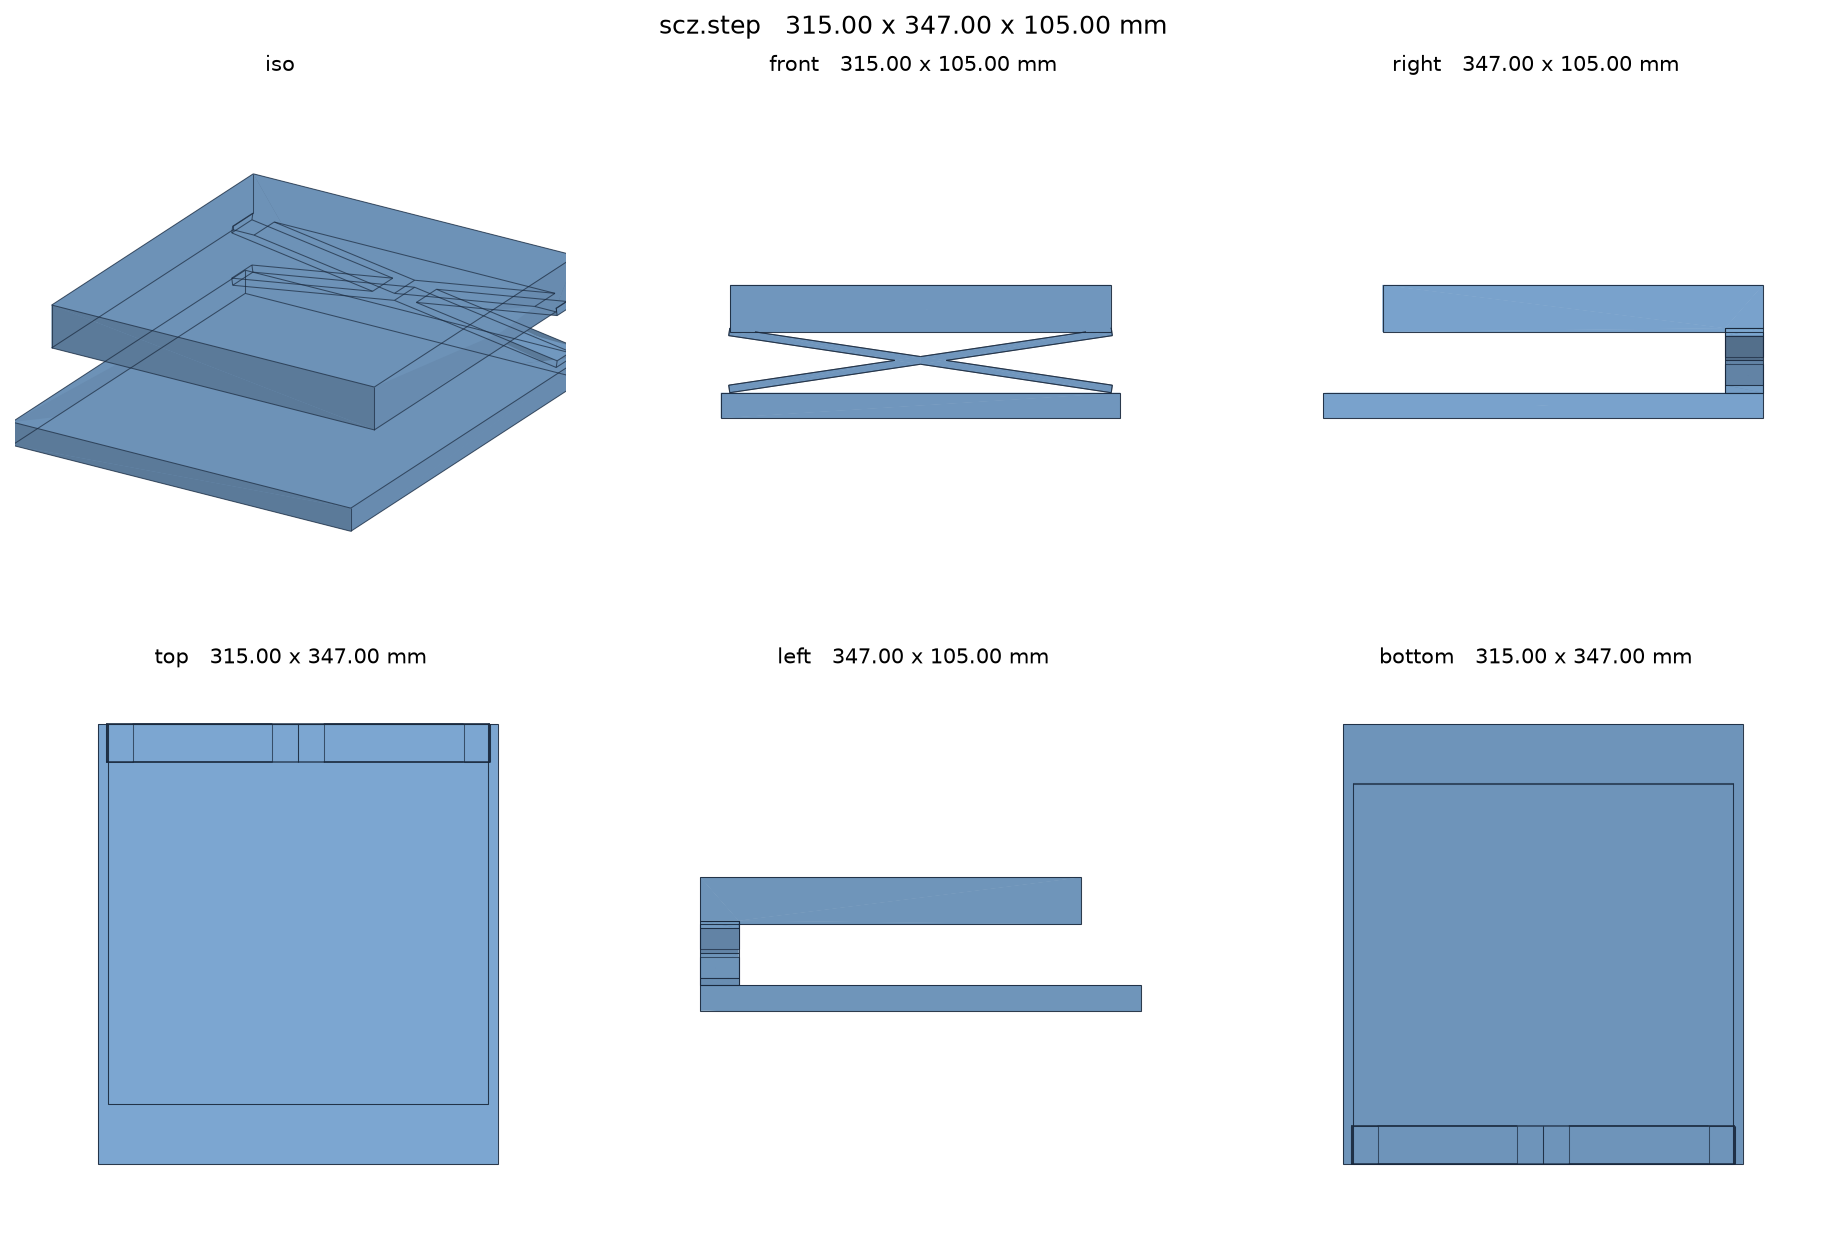 scz.step   315.00 x 347.00 x 105.00 mm
iso
front   315.00 x 105.00 mm
right   347.00 x 105.00 mm
top   315.00 x 347.00 mm
left   347.00 x 105.00 mm
bottom   315.00 x 347.00 mm